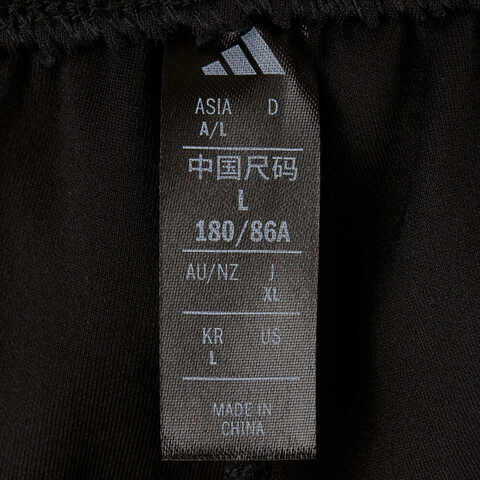 ASIA D
A/L
中国尺码
L
180/86A
AU/NZ J
XL
KR US
L
MADE IN
CHINA